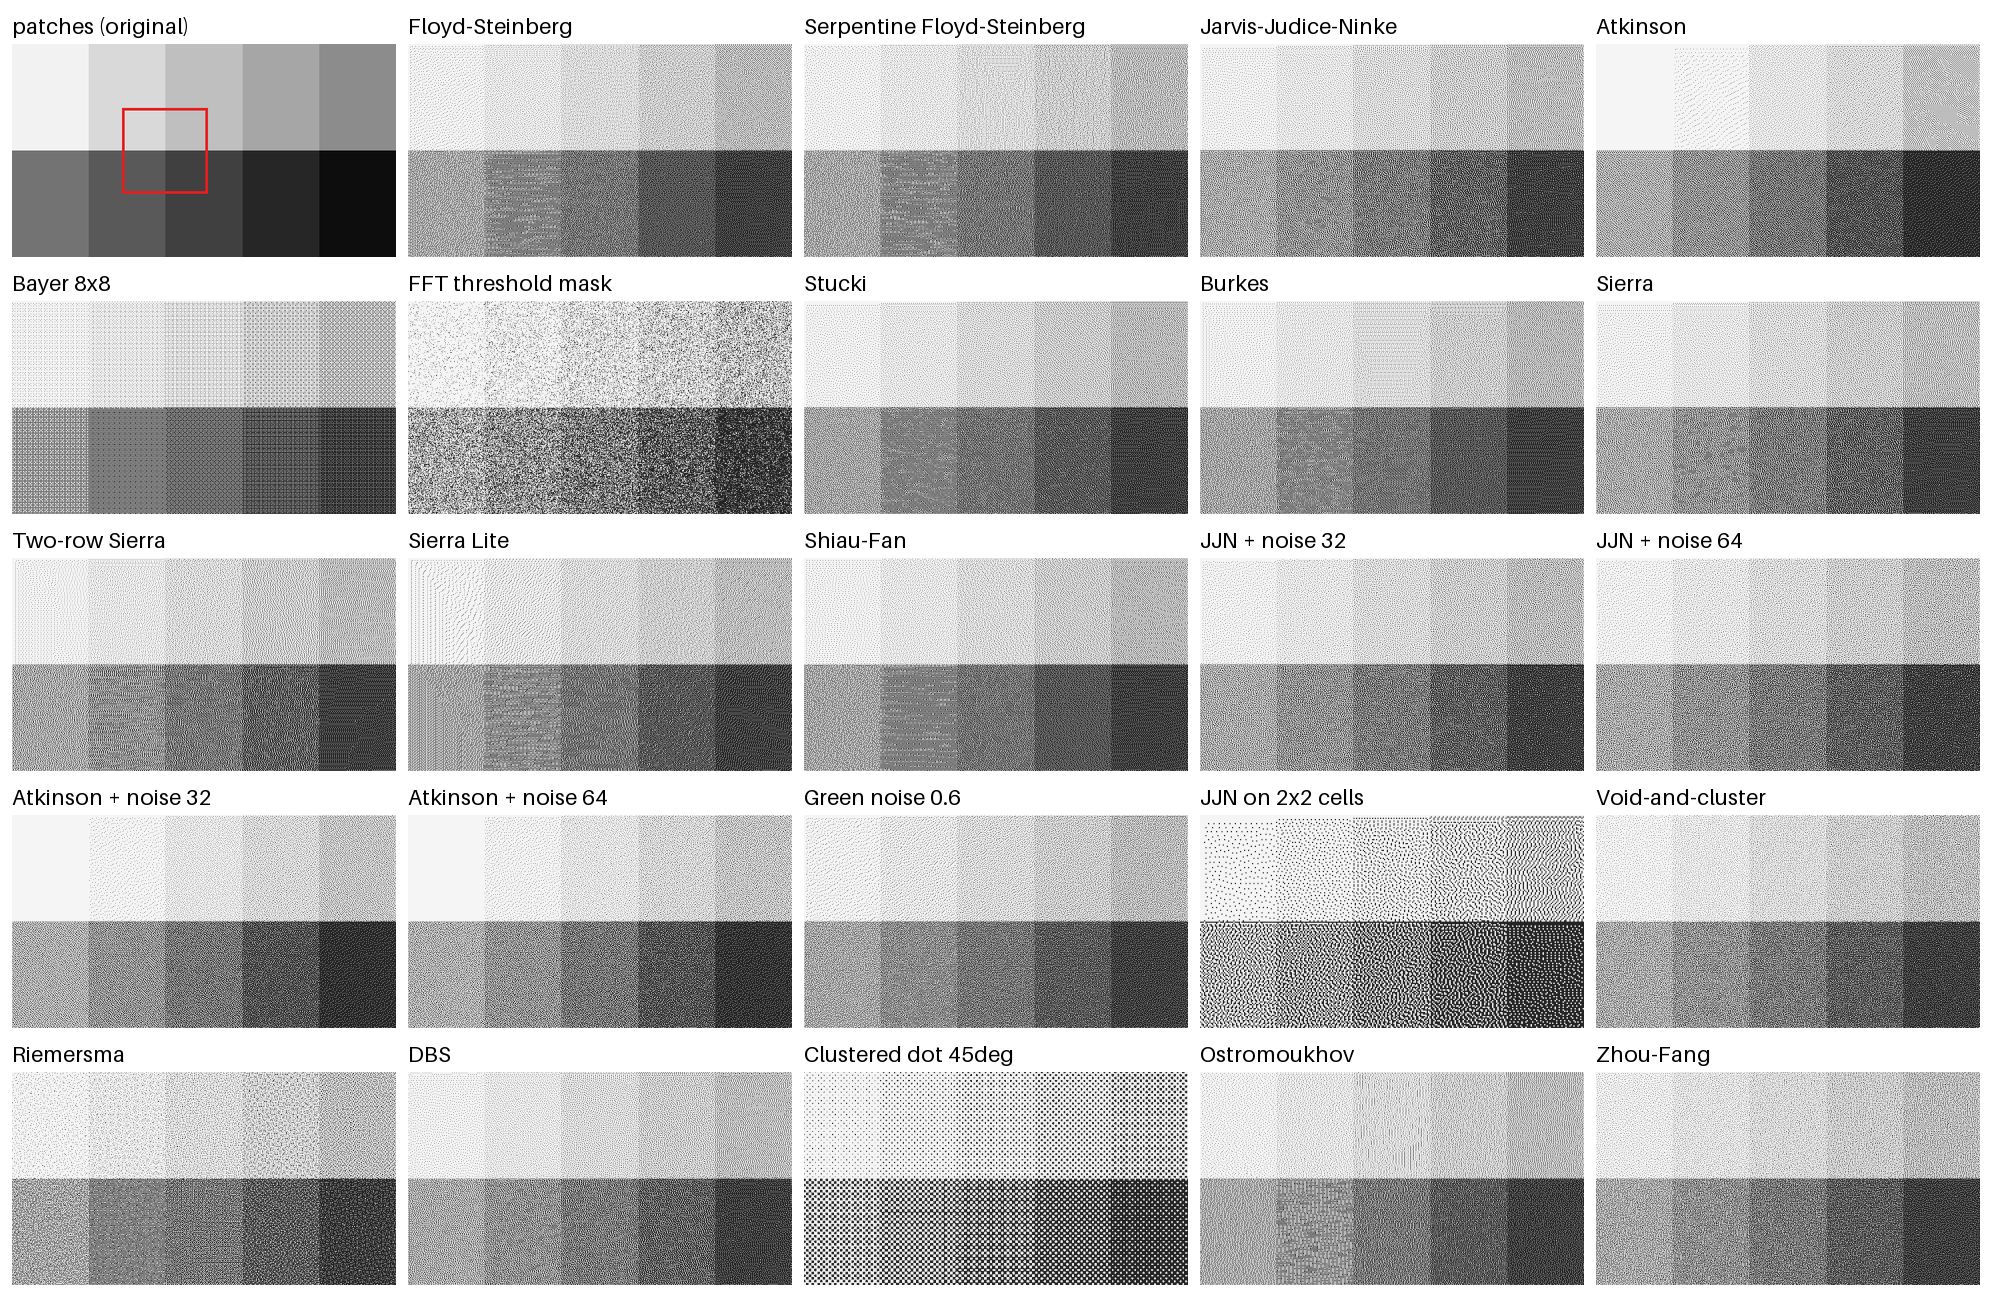 patches (original)
Floyd-Steinberg
Serpentine Floyd-Steinberg
Jarvis-Judice-Ninke
Atkinson
Bayer 8x8
FFT threshold mask
Stucki
Burkes
Sierra
Two-row Sierra
Sierra Lite
Shiau-Fan
JJN + noise 32
JJN + noise 64
Atkinson + noise 32
Atkinson + noise 64
Green noise 0.6
JJN on 2x2 cells
Void-and-cluster
Riemersma
DBS
Clustered dot 45deg
Ostromoukhov
Zhou-Fang